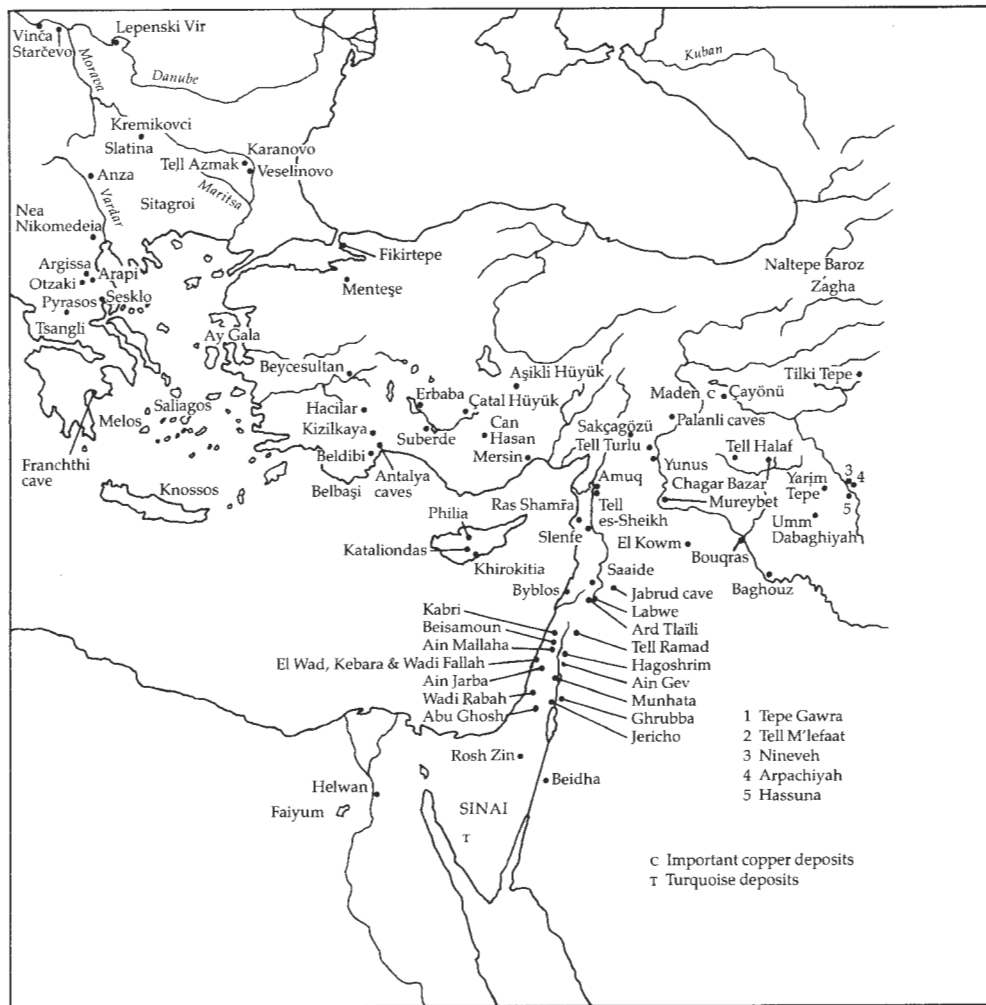 Vinča
Starčevo
Lepenski Vir
Morava
Danube
Kuban
Kremikovci
Slatina
Karanovo
Tell Azmak
Veselinovo
Anza
Vardar
Maritsa
Sitagroi
Nea
Nikomedeia
Fikirtepe
Argissa
Otzaki
Arapi
Menteşe
Naltepe Baroz
Zágha
Pyrasos
Sesklo
Tsangli
Ay Gala
Beycesultan
Aşikli Hüyük
Tilki Tepe
Maden C
Çayönü
Erbaba
Çatal Hüyük
Hacilar
Saliagos
Melos
Palanli caves
Kizilkaya
Suberde
Can
Hasan
Sakçagözü
Tell Turlu
Tell Halaf
Beldibi
Mersin
Franchthi
cave
Belbaşi
Antalya
caves
Amuq
Yunus
Chagar Bazar
Yarim
Tepe
3
4
5
Knossos
Mureybet
Ras Shamra
Tell
es-Sheikh
Umm
Dabaghiyah
Philia
Slenfe
El Kowm
Bouqras
Kataliondas
Khirokitia
Saaide
Baghouz
Byblos
Jabrud cave
Kabri
Labwe
Beisamoun
Ard Tlaïli
Ain Mallaha
Tell Ramad
El Wad, Kebara & Wadi Fallah
Hagoshrim
Ain Jarba
Ain Gev
Wadi Rabah
Munhata
Abu Ghosh
Ghrubba
Jericho
1 Tepe Gawra
2 Tell M'lefaat
3 Nineveh
4 Arpachiyah
5 Hassuna
Rosh Zin
Beidha
Helwan
Faiyum
SINAI
T
C Important copper deposits
T Turquoise deposits